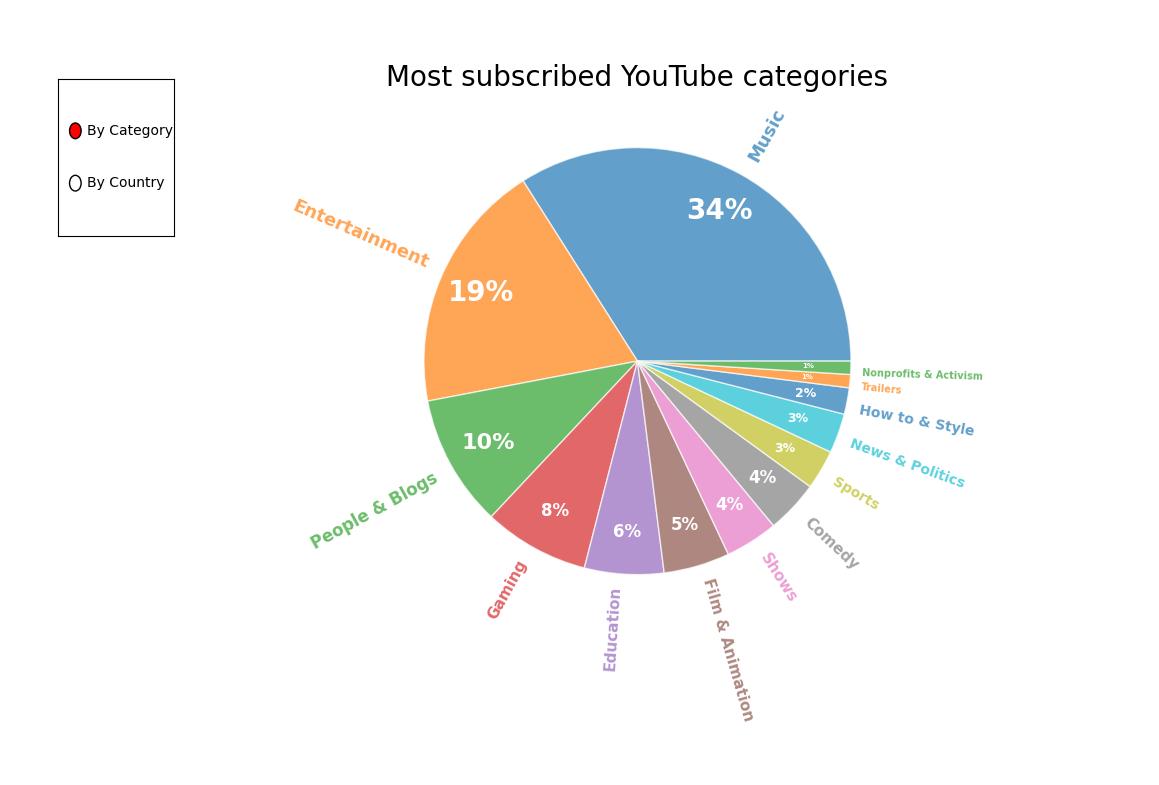 Most subscribed YouTube categories
By Category
By Country
Music
34%
Entertainment
19%
People & Blogs
10%
Gaming
8%
Education
6%
Film & Animation
5%
Shows
4%
Comedy
4%
Sports
3%
News & Politics
3%
How to & Style
2%
Trailers
1%
Nonprofits & Activism
1%